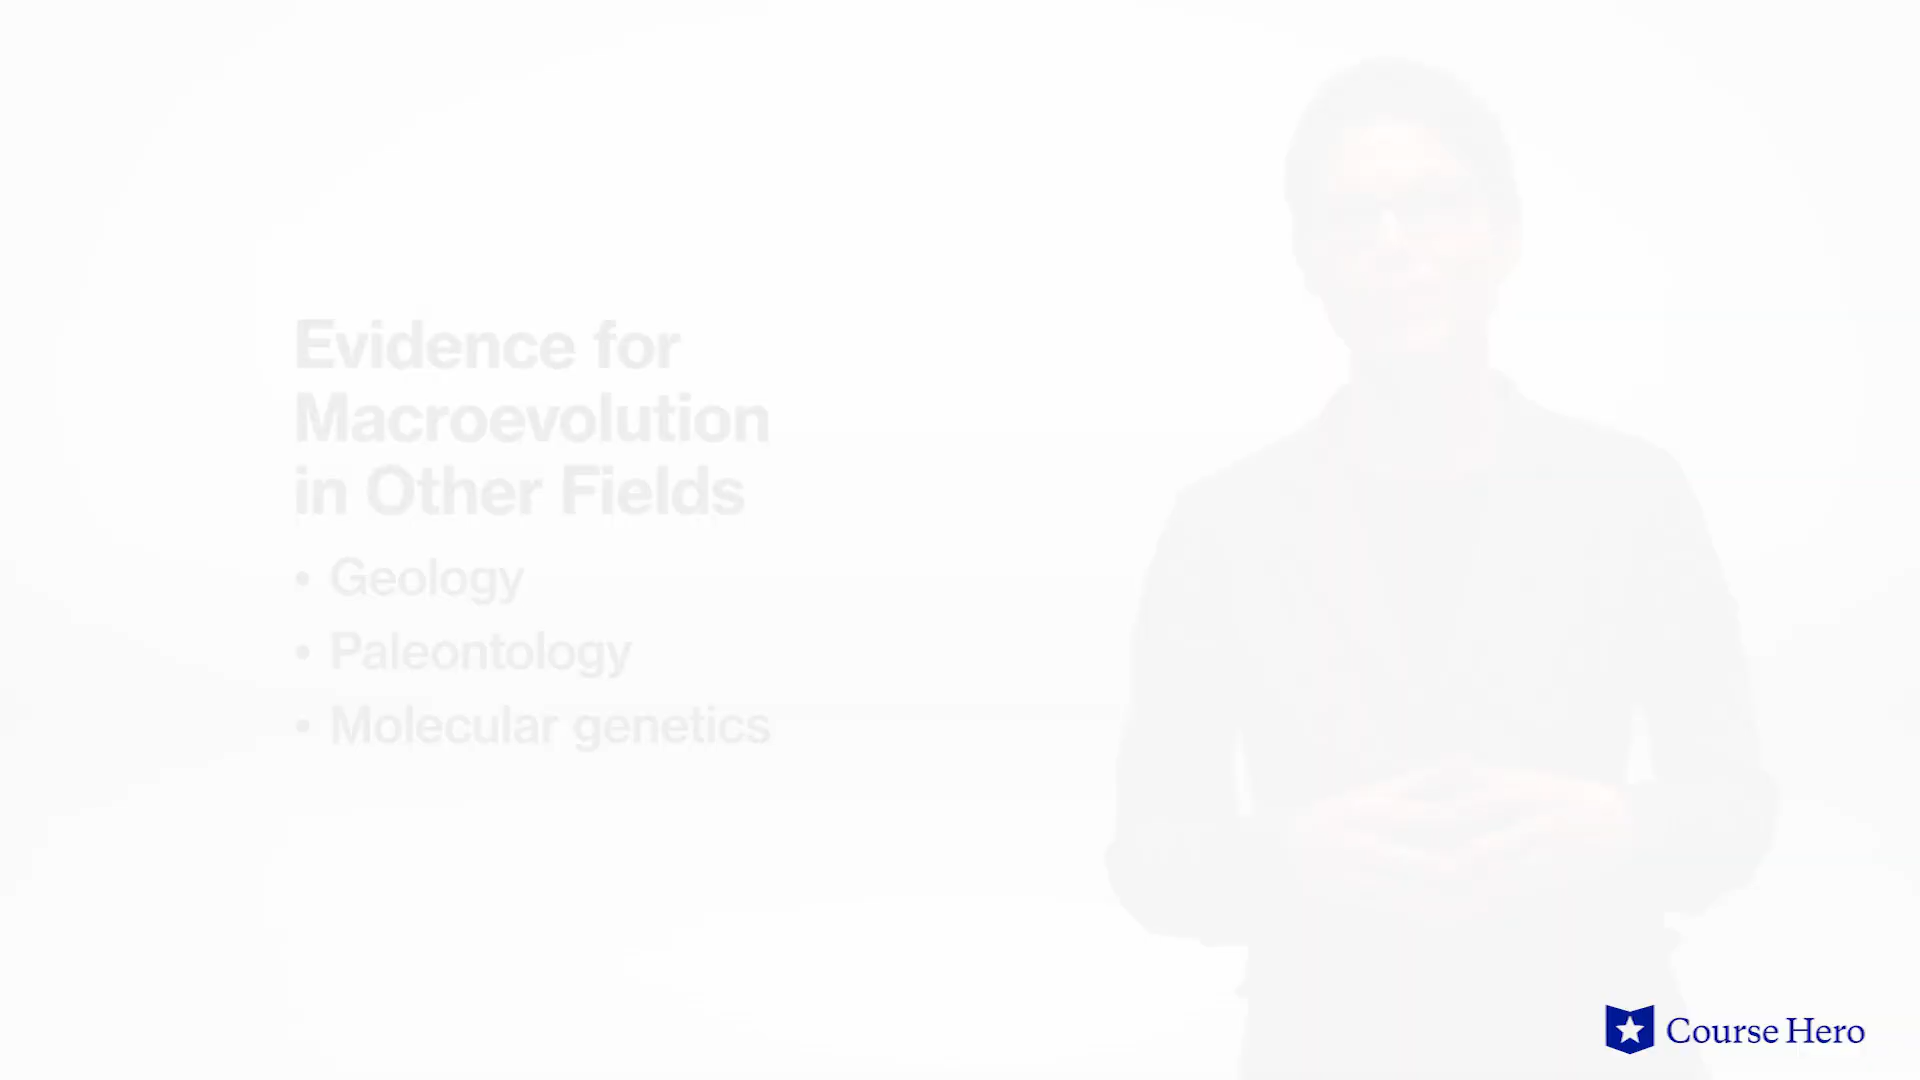 Evidence for
Macroevolution
in Other Fields
• Geology
• Paleontology
• Molecular genetics
Course Hero